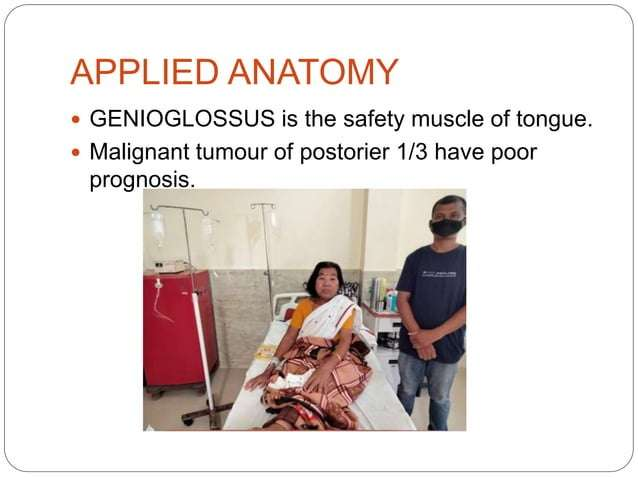 APPLIED ANATOMY
GENIOGLOSSUS is the safety muscle of tongue.
Malignant tumour of postorier 1/3 have poor
prognosis.